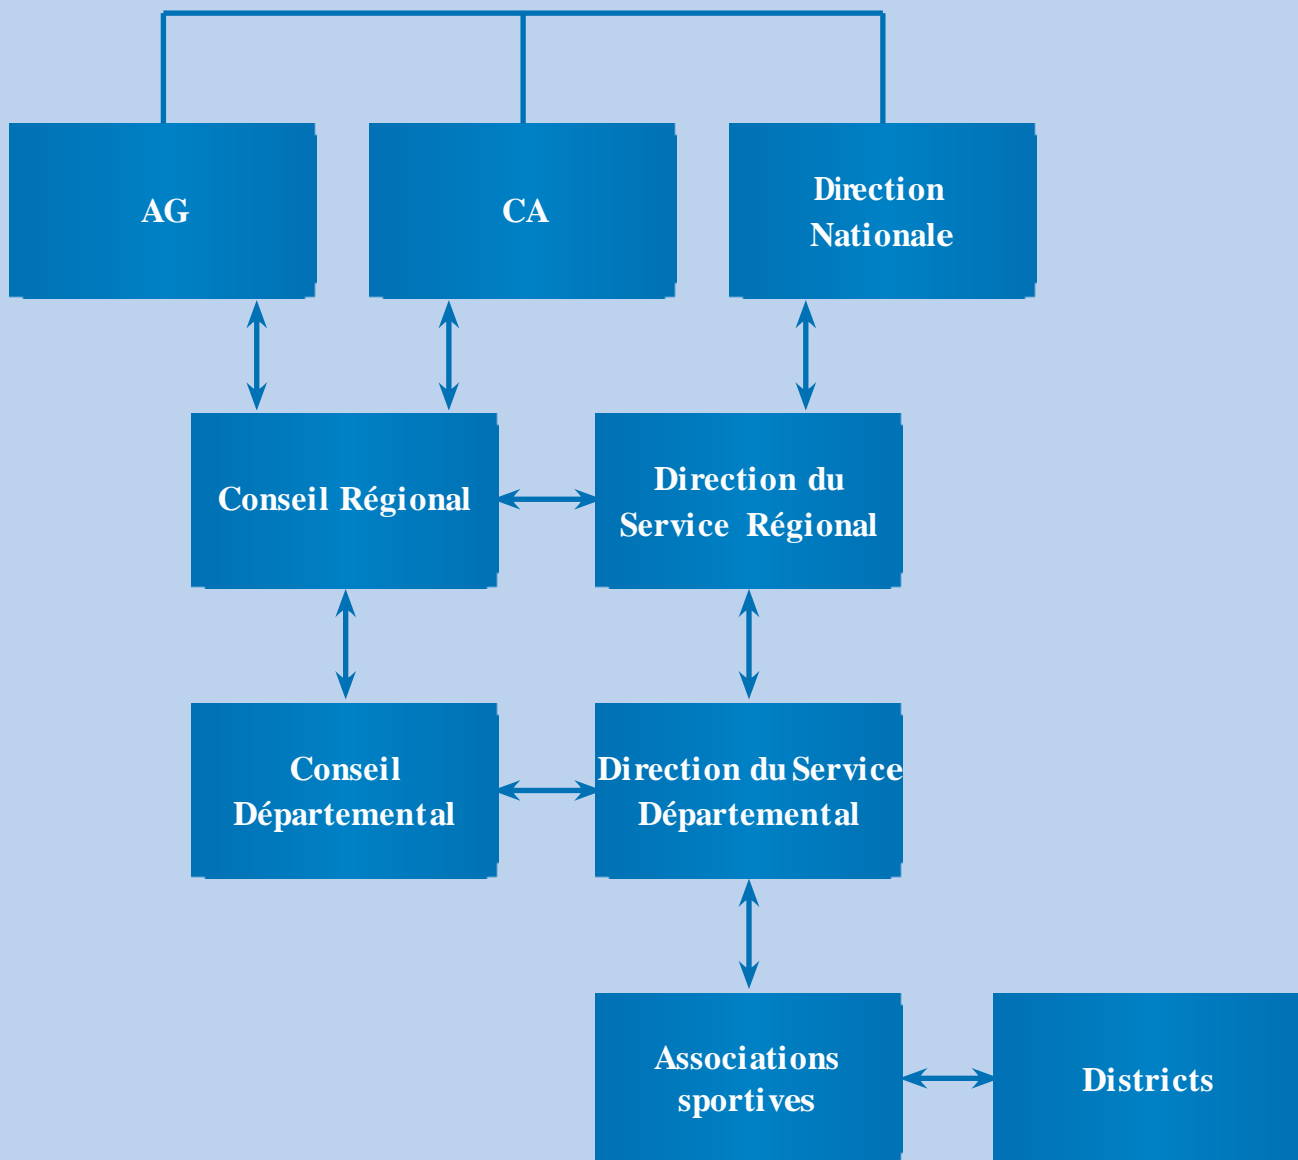 AG
CA
Direction
Nationale
Conseil Régional
Direction du
Service Régional
Conseil
Départemental
Direction du Service
Départemental
Associations
sportives
Districts